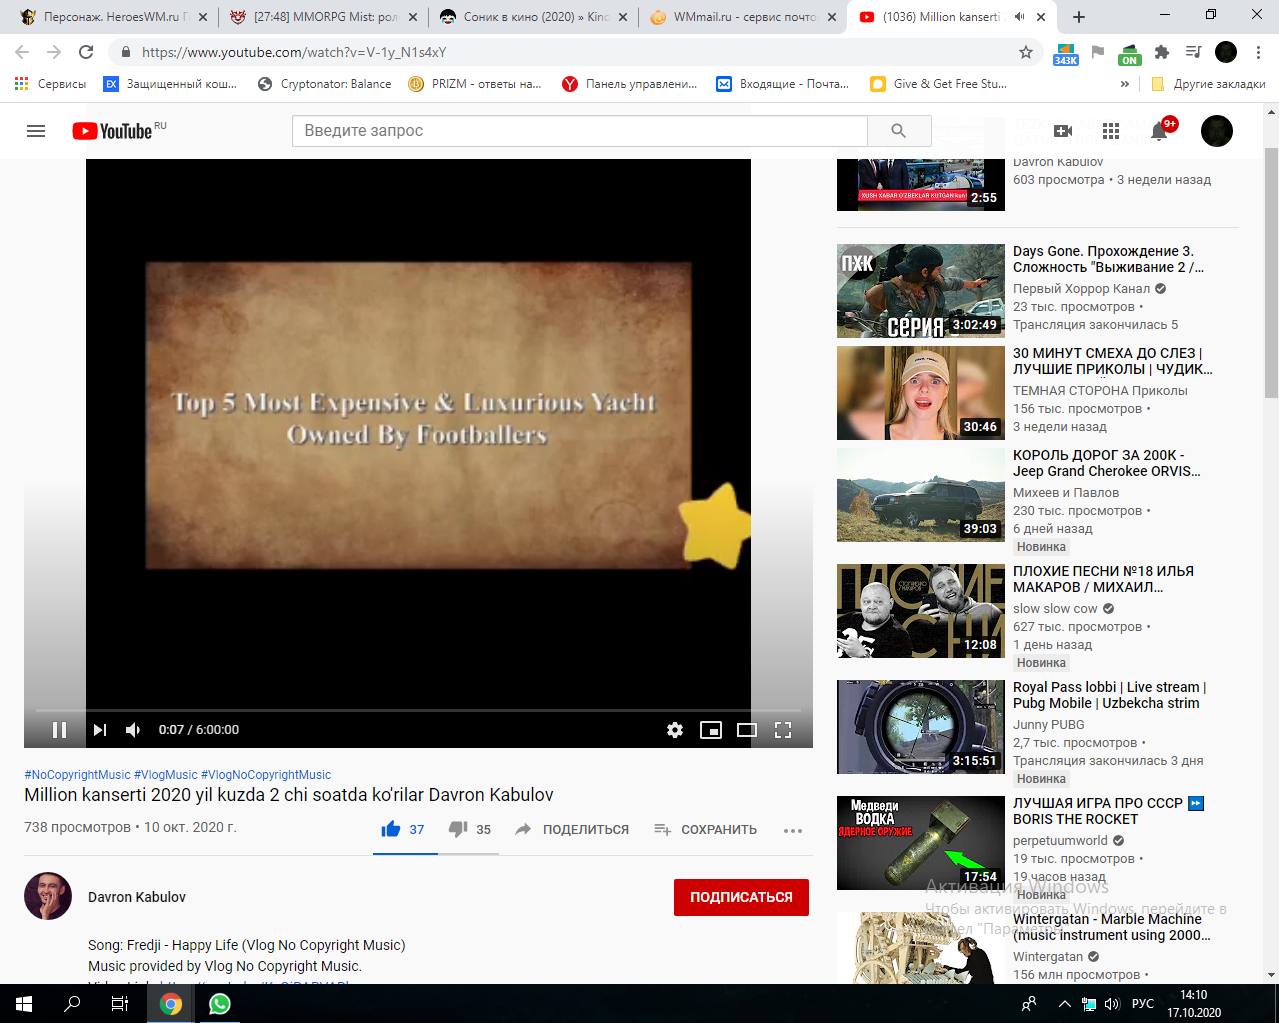 Персонаж. HeroesWM.ru Г
[27:48] MMORPG Mist: рол
Соник в кино (2020) » Kinc
WMmail.ru - сервис почто
(1036) Million kanserti
https://www.youtube.com/watch?v=V-1y_N1s4xY
343K
ON
Сервисы
EX Защищенный кош...
Cryptonator: Balance
PRIZM - ответы на...
Панель управлени...
Входящие - Почта...
Give & Get Free Stu...
»
Другие закладки
YouTube RU
Введите запрос
9+
Top 5 Most Expensive & Luxurious Yacht
Owned By Footballers
0:07 / 6:00:00
#NoCopyrightMusic #VlogMusic #VlogNoCopyrightMusic
Million kanserti 2020 yil kuzda 2 chi soatda ko'rilar Davron Kabulov
738 просмотров • 10 окт. 2020 г.
37
35
ПОДЕЛИТЬСЯ
СОХРАНИТЬ
Davron Kabulov
ПОДПИСАТЬСЯ
Song: Fredji - Happy Life (Vlog No Copyright Music)
Music provided by Vlog No Copyright Music.
XUSH XABAR O'ZBEKLAR KUTGAN kun
2:55
Davron Kabulov
603 просмотра • 3 недели назад
ПХК
СЕРИЯ
3:02:49
Days Gone. Прохождение 3.
Сложность "Выживание 2 /...
Первый Хоррор Канал
23 тыс. просмотров •
Трансляция закончилась 5
30:46
30 МИНУТ СМЕХА ДО СЛЕЗ |
ЛУЧШИЕ ПРИКОЛЫ | ЧУДИК...
ТЕМНАЯ СТОРОНА Приколы
156 тыс. просмотров •
3 недели назад
39:03
КОРОЛЬ ДОРОГ ЗА 200К -
Jeep Grand Cherokee ORVIS...
Михеев и Павлов
230 тыс. просмотров •
6 дней назад
Новинка
12:08
ПЛОХИЕ ПЕСНИ №18 ИЛЬЯ
МАКАРОВ / МИХАИЛ...
slow slow cow
627 тыс. просмотров •
1 день назад
Новинка
3:15:51
Royal Pass lobbi | Live stream |
Pubg Mobile | Uzbekcha strim
Junny PUBG
2,7 тыс. просмотров •
Трансляция закончилась 3 дня
Новинка
Медведи
ВОДКА
ЯДЕРНОЕ ОРУЖИЕ
17:54
ЛУЧШАЯ ИГРА ПРО СССР
BORIS THE ROCKET
perpetuumworld
19 тыс. просмотров •
19 часов назад
Новинка
Активация Windows
Чтобы активировать Windows, перейдите в
раздел "Параметры
Wintergatan - Marble Machine
(music instrument using 2000...
Wintergatan
156 млн просмотров •
РУС
14:10
17.10.2020